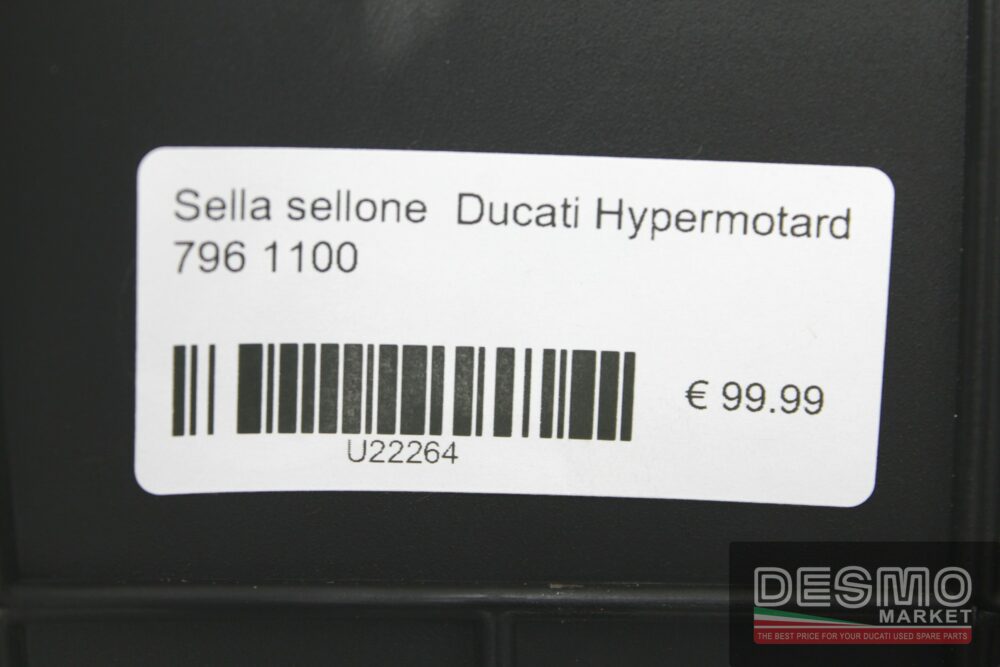 Sella sellone  Ducati Hypermotard
796 1100
€ 99.99
U22264
DESMO
MARKET
THE BEST PRICE FOR YOUR DUCATI USED SPARE PARTS